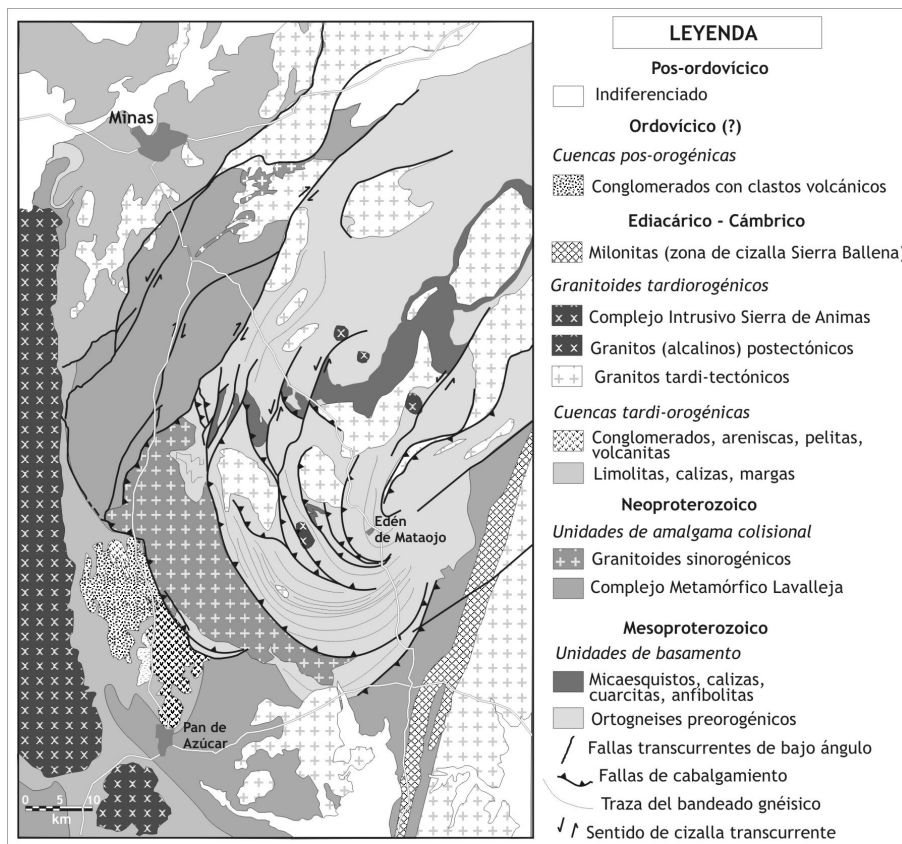 Minas
Edén
de Mataojo
Pan de
Azúcar
0 5 10
km
LEYENDA
Pos-ordovícico
Indiferenciado
Ordovícico (?)
Cuencas pos-orogénicas
Conglomerados con clastos volcánicos
Ediacárico - Cámbrico
Milonitas (zona de cizalla Sierra Ballena)
Granitoides tardiorogénicos
Complejo Intrusivo Sierra de Animas
Granitos (alcalinos) postectónicos
Granitos tardi-tectónicos
Cuencas tardi-orogénicas
Conglomerados, areniscas, pelitas,
volcanitas
Limolitas, calizas, margas
Neoproterozoico
Unidades de amalgama colisional
Granitoides sinorogénicos
Complejo Metamórfico Lavalleja
Mesoproterozoico
Unidades de basamento
Micaesquistos, calizas,
cuarcitas, anfibolitas
Ortogneises preorogénicos
Fallas transcurrentes de bajo ángulo
Fallas de cabalgamiento
Traza del bandeado gnéisico
Sentido de cizalla transcurrente